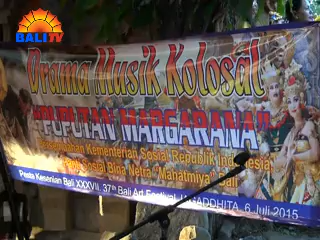 BALI TV
Drama Musik Kolosal
"PUPUTAN MARGARANA"
Persembahan Kementerian Sosial Republik Indonesia
Panti Sosial Bina Netra "Mahatmiya" Bali
Pesta Kesenian Bali XXXVII, 37th Bali Art Festival, JAGADDHITA, 6 Juli 2015